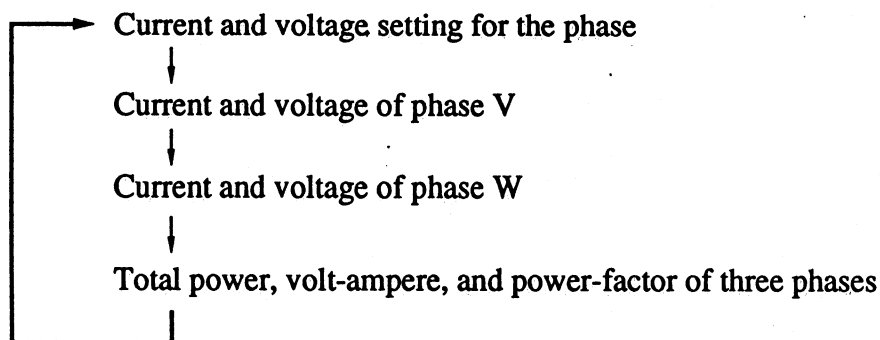 Current and voltage setting for the phase
Current and voltage of phase V
Current and voltage of phase W
Total power, volt-ampere, and power-factor of three phases